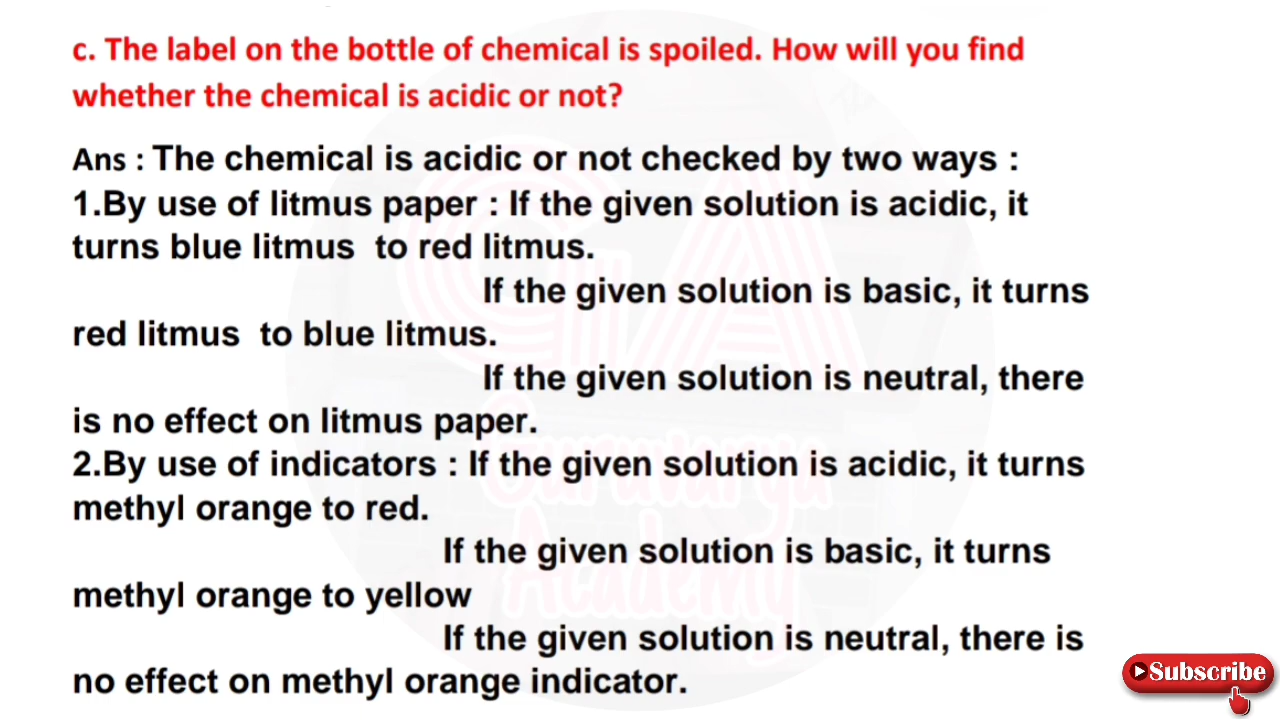 c. The label on the bottle of chemical is spoiled. How will you find
whether the chemical is acidic or not?
Ans : The chemical is acidic or not checked by two ways :
1.By use of litmus paper : If the given solution is acidic, it
turns blue litmus to red litmus.
If the given solution is basic, it turns
red litmus to blue litmus.
If the given solution is neutral, there
is no effect on litmus paper.
2.By use of indicators : If the given solution is acidic, it turns
methyl orange to red.
If the given solution is basic, it turns
methyl orange to yellow
If the given solution is neutral, there is
no effect on methyl orange indicator.
GA
Guruvarya
Academy
Subscribe